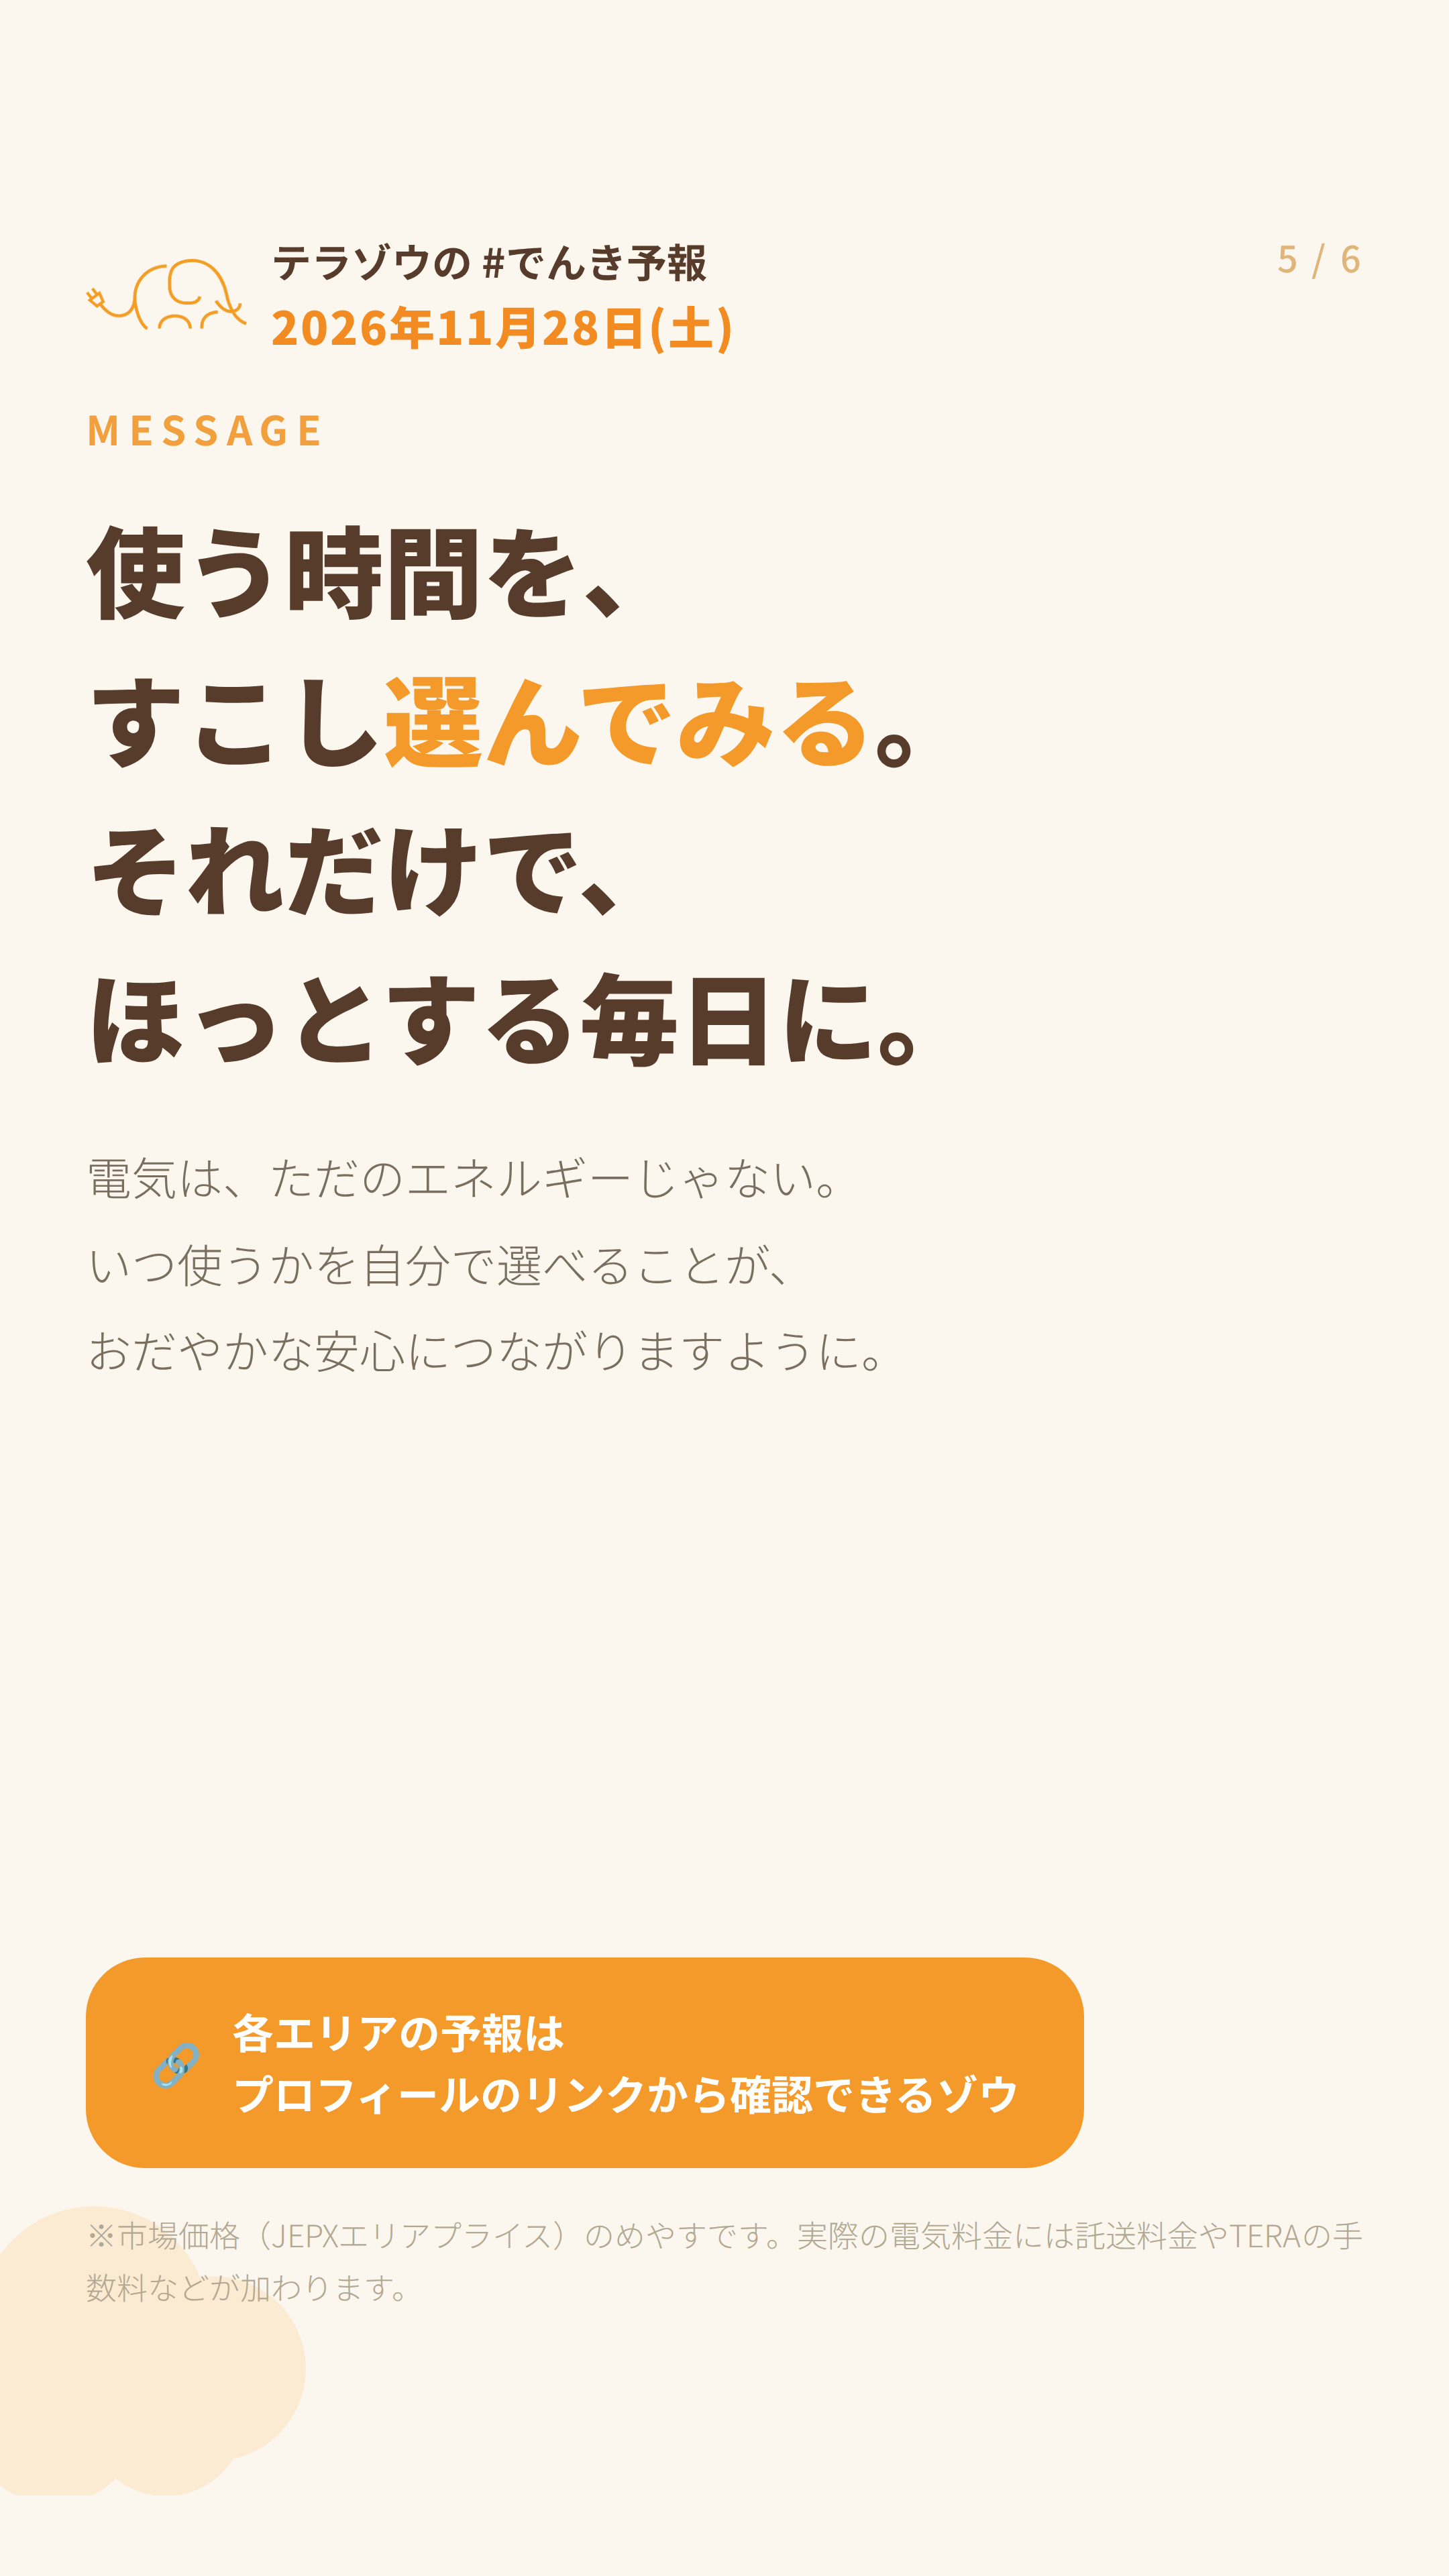 テラゾウの #でんき予報
5 / 6
2026年11月28日(土)
MESSAGE
使う時間を、
すこし選んでみる。
それだけで、
ほっとする毎日に。
電気は、ただのエネルギーじゃない。
いつ使うかを自分で選べることが、
おだやかな安心につながりますように。
各エリアの予報は
プロフィールのリンクから確認できるゾウ
※市場価格（JEPXエリアプライス）のめやすです。実際の電気料金には託送料金やTERAの手
数料などが加わります。